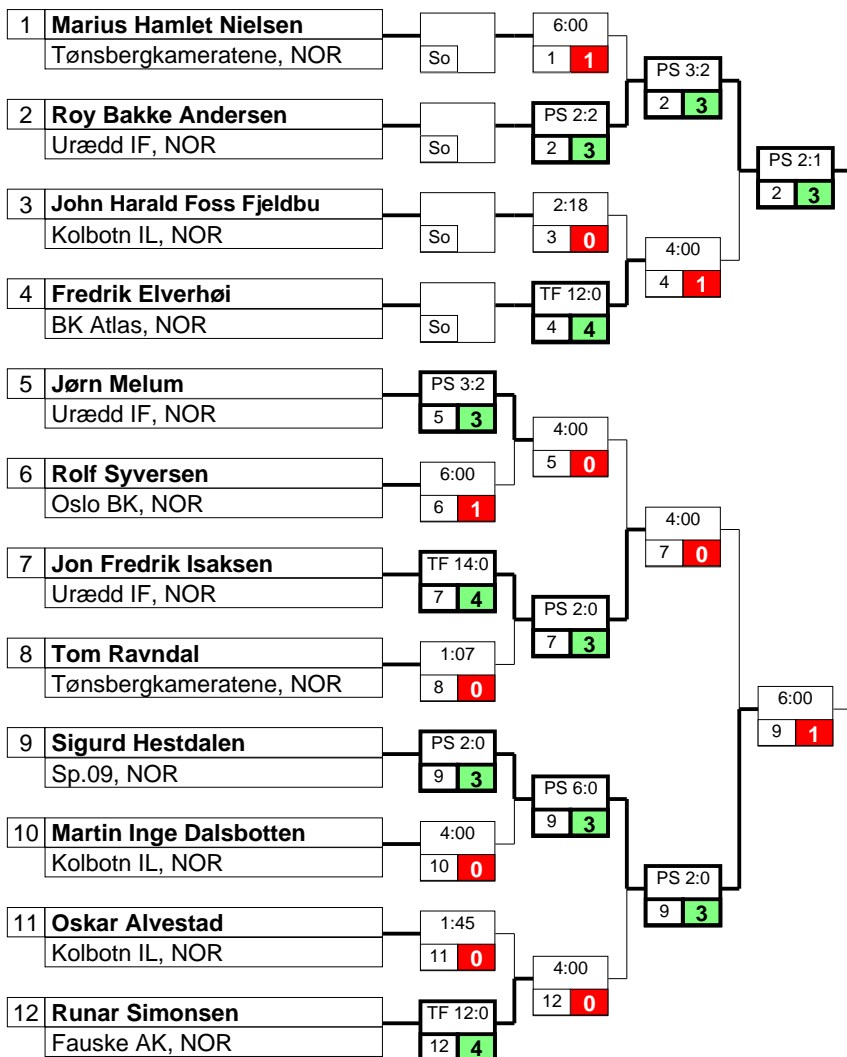 1 Marius Hamlet Nielsen
Tønsbergkameratene, NOR
So
6:00
1 1
PS 3:2
2 3
2 Roy Bakke Andersen
Urædd IF, NOR
So
PS 2:2
2 3
PS 2:1
2 3
3 John Harald Foss Fjeldbu
Kolbotn IL, NOR
So
2:18
3 0
4:00
4 1
4 Fredrik Elverhøi
BK Atlas, NOR
So
TF 12:0
4 4
5 Jørn Melum
Urædd IF, NOR
PS 3:2
5 3
4:00
5 0
6 Rolf Syversen
Oslo BK, NOR
6:00
6 1
4:00
7 0
7 Jon Fredrik Isaksen
Urædd IF, NOR
TF 14:0
7 4
PS 2:0
7 3
8 Tom Ravndal
Tønsbergkameratene, NOR
1:07
8 0
6:00
9 1
9 Sigurd Hestdalen
Sp.09, NOR
PS 2:0
9 3
PS 6:0
9 3
10 Martin Inge Dalsbotten
Kolbotn IL, NOR
4:00
10 0
PS 2:0
9 3
11 Oskar Alvestad
Kolbotn IL, NOR
1:45
11 0
4:00
12 0
12 Runar Simonsen
Fauske AK, NOR
TF 12:0
12 4